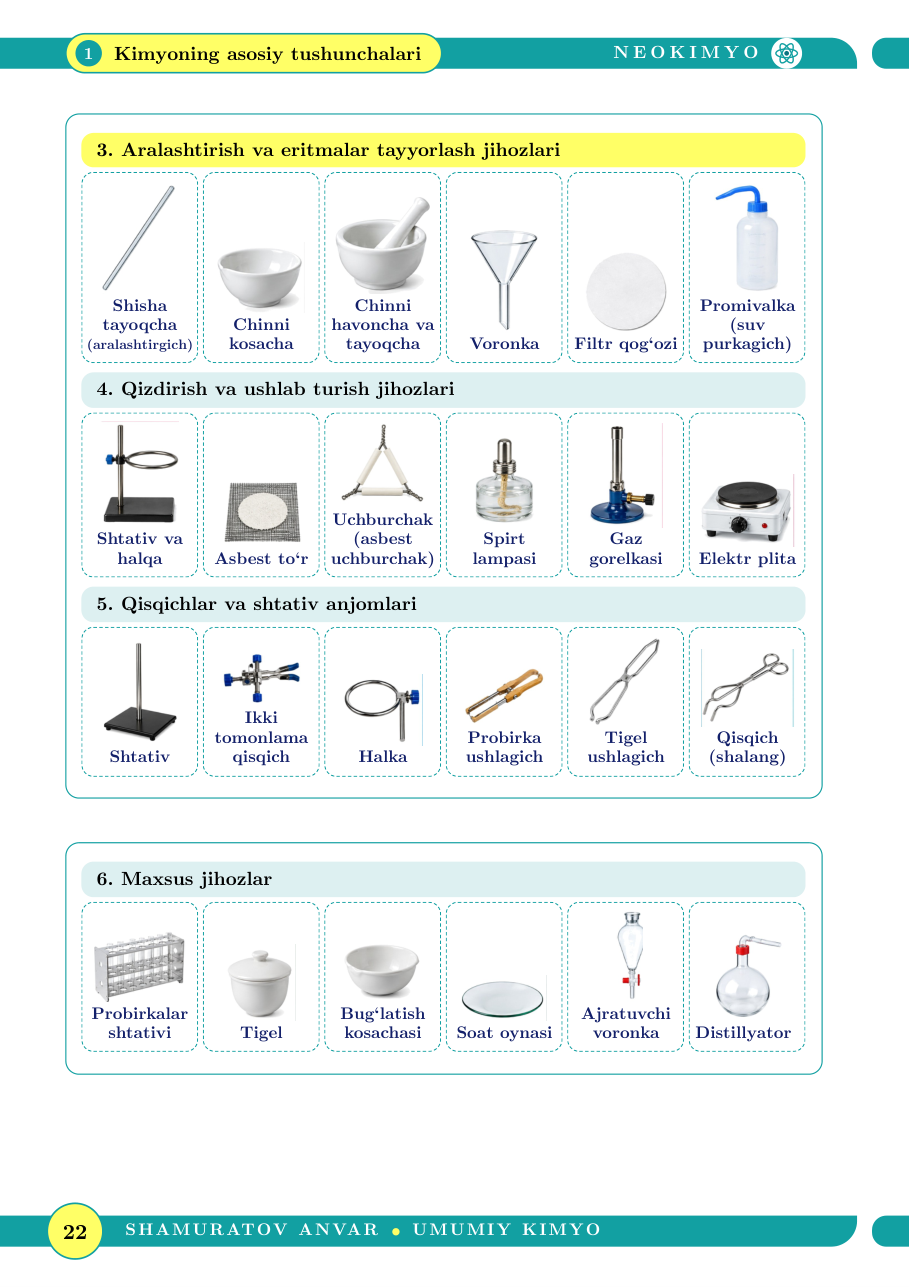 1 Kimyoning asosiy tushunchalari
NEOKIMYO
3. Aralashtirish va eritmalar tayyorlash jihozlari
Shisha
tayoqcha
(aralashtirgich)
Chinni
kosacha
Chinni
havoncha va
tayoqcha
Voronka
Filtr qog‘ozi
Promivalka
(suv
purkagich)
4. Qizdirish va ushlab turish jihozlari
Shtativ va
halqa
Asbest to‘r
Uchburchak
(asbest
uchburchak)
Spirt
lampasi
Gaz
gorelkasi
Elektr plita
5. Qisqichlar va shtativ anjomlari
Shtativ
Ikki
tomonlama
qisqich
Halka
Probirka
ushlagich
Tigel
ushlagich
Qisqich
(shalang)
6. Maxsus jihozlar
Probirkalar
shtativi
Tigel
Bug‘latish
kosachasi
Soat oynasi
Ajratuvchi
voronka
Distillyator
22 SHAMURATOV ANVAR • UMUMIY KIMYO